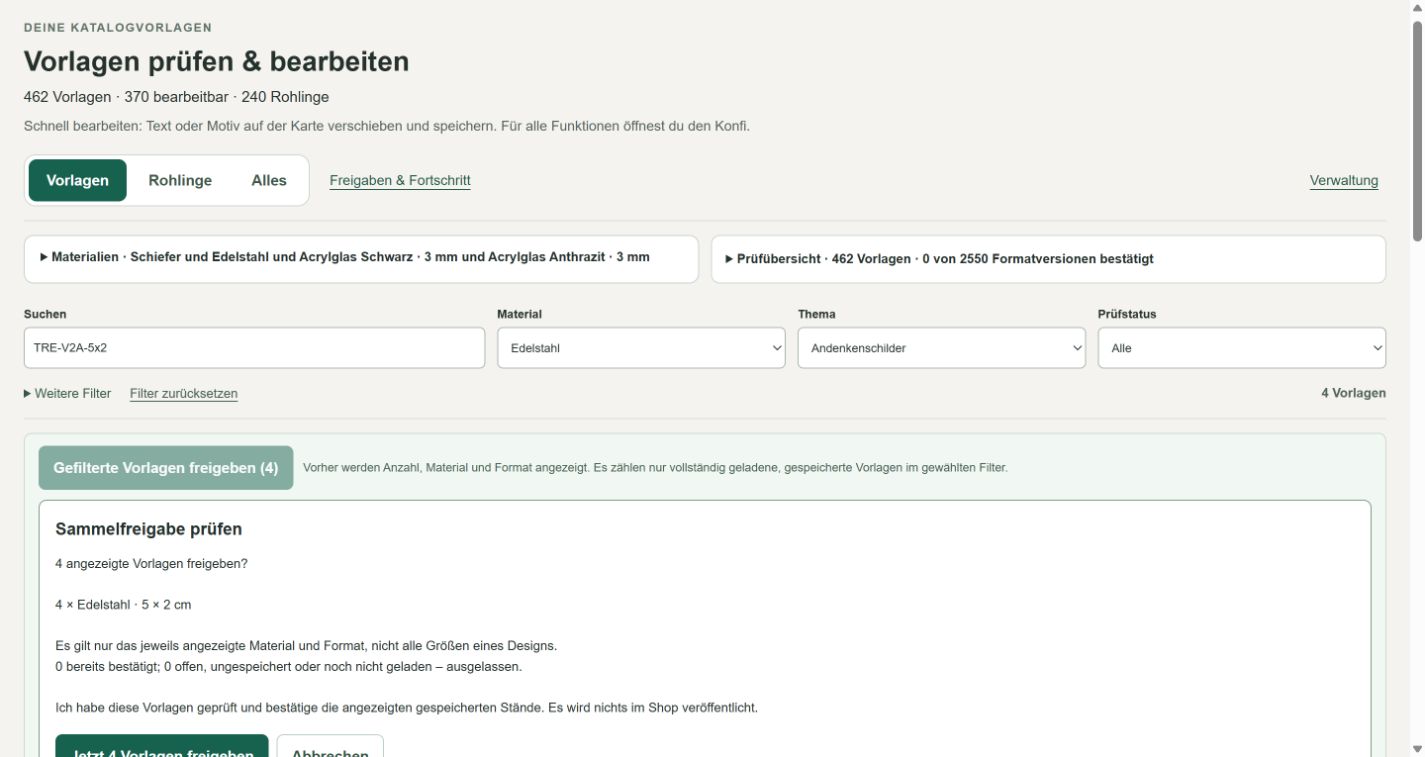 DEINE KATALOGVORLAGEN
Vorlagen prüfen & bearbeiten
462 Vorlagen · 370 bearbeitbar · 240 Rohlinge
Schnell bearbeiten: Text oder Motiv auf der Karte verschieben und speichern. Für alle Funktionen öffnest du den Konfi.
Vorlagen Rohlinge Alles Freigaben & Fortschritt Verwaltung
Materialien · Schiefer und Edelstahl und Acrylglas Schwarz · 3 mm und Acrylglas Anthrazit · 3 mm
Prüfübersicht · 462 Vorlagen · 0 von 2550 Formatversionen bestätigt
Suchen Material Thema Prüfstatus
TRE-V2A-5x2 Edelstahl Andenkenschilder Alle
Weitere Filter Filter zurücksetzen 4 Vorlagen
Gefilterte Vorlagen freigeben (4) Vorher werden Anzahl, Material und Format angezeigt. Es zählen nur vollständig geladene, gespeicherte Vorlagen im gewählten Filter.
Sammelfreigabe prüfen
4 angezeigte Vorlagen freigeben?
4 × Edelstahl · 5 × 2 cm
Es gilt nur das jeweils angezeigte Material und Format, nicht alle Größen eines Designs.
0 bereits bestätigt; 0 offen, ungespeichert oder noch nicht geladen – ausgelassen.
Ich habe diese Vorlagen geprüft und bestätige die angezeigten gespeicherten Stände. Es wird nichts im Shop veröffentlicht.
Jetzt 4 Vorlagen freigeben Abbrechen